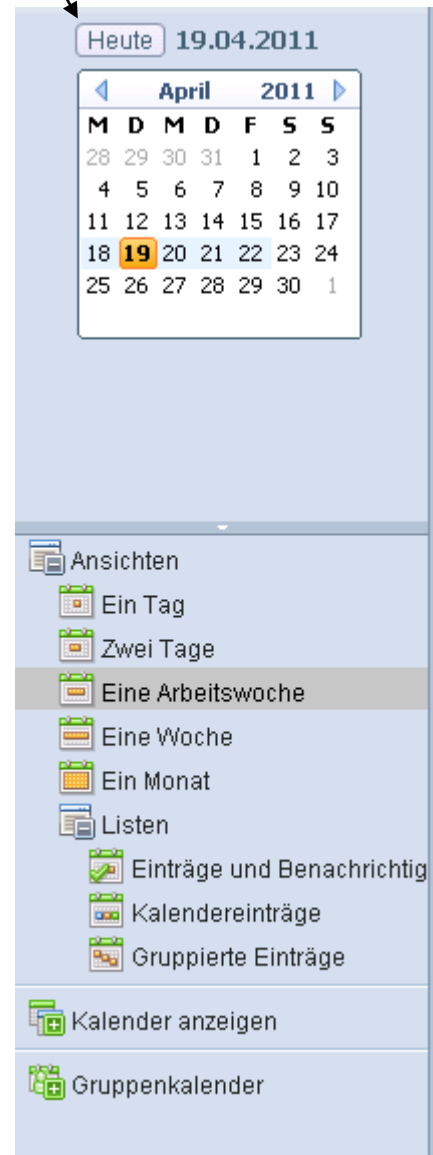 Heute 19.04.2011
April 2011
M D M D F S S
28 29 30 31 1 2 3
4 5 6 7 8 9 10
11 12 13 14 15 16 17
18 19 20 21 22 23 24
25 26 27 28 29 30 1
Ansichten
Ein Tag
Zwei Tage
Eine Arbeitswoche
Eine Woche
Ein Monat
Listen
Einträge und Benachrichtig
Kalendereinträge
Gruppierte Einträge
Kalender anzeigen
Gruppenkalender